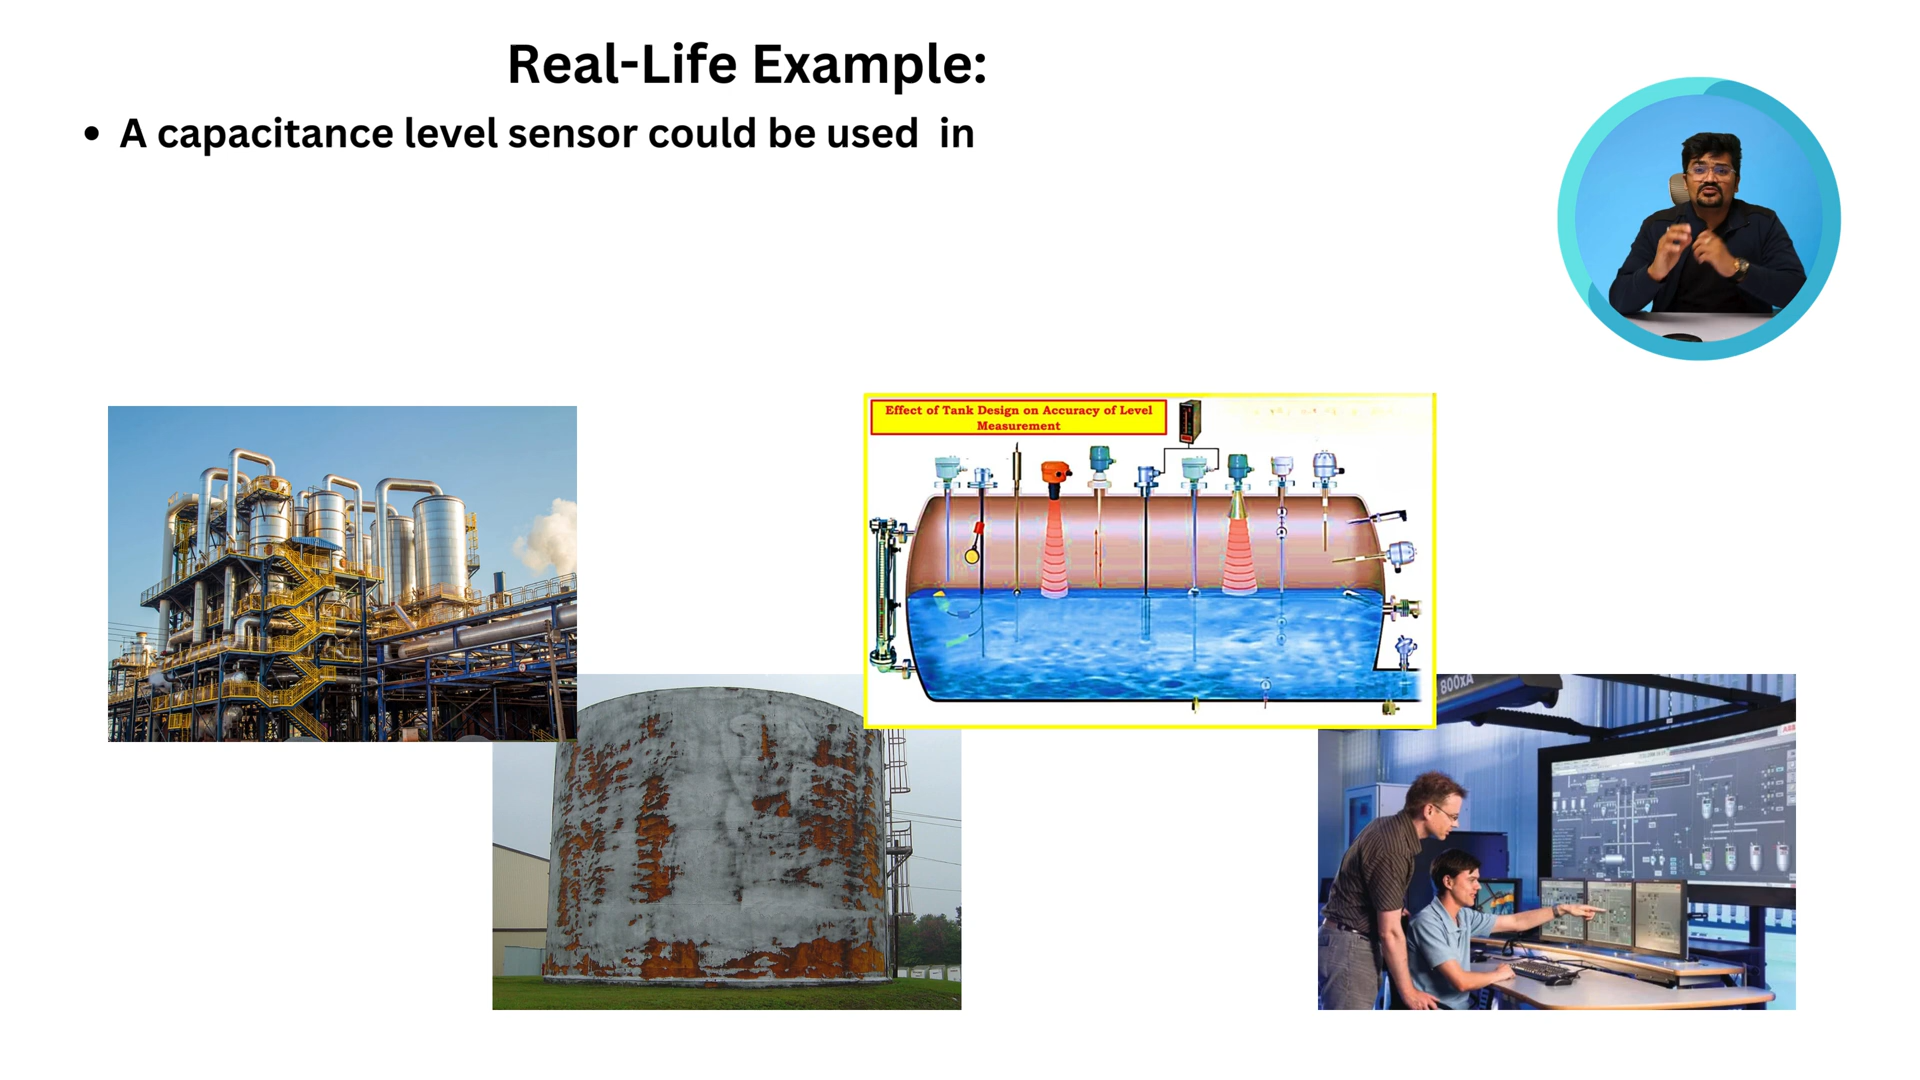 Real-Life Example:
• A capacitance level sensor could be used in
Effect of Tank Design on Accuracy of Level
Measurement
800xA
ABB